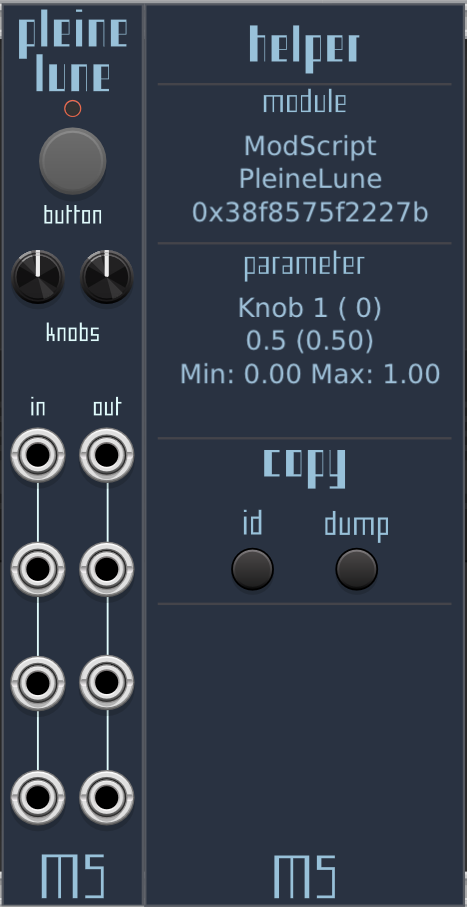 pleine
lune
button
knobs
in out
MS
helper
module
ModScript
PleineLune
0x38f8575f2227b
parameter
Knob 1 ( 0)
0.5 (0.50)
Min: 0.00 Max: 1.00
copy
id dump
MS